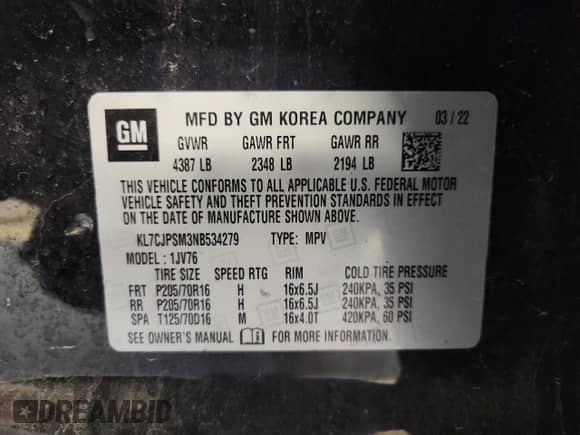 GM
MFD BY GM KOREA COMPANY 03/22
GVWR GAWR FRT GAWR RR
4387 LB 2348 LB 2194 LB
THIS VEHICLE CONFORMS TO ALL APPLICABLE U.S. FEDERAL MOTOR
VEHICLE SAFETY AND THEFT PREVENTION STANDARDS IN EFFECT
ON THE DATE OF MANUFACTURE SHOWN ABOVE.
KL7CJPSM3NB534279 TYPE: MPV
MODEL: 1JV76
TIRE SIZE SPEED RTG RIM COLD TIRE PRESSURE
FRT P205/70R16 H 16x6.5J 240KPA, 35 PSI
RR P205/70R16 H 16x6.5J 240KPA, 35 PSI
SPA T125/70D16 M 16x4.0T 420KPA, 60 PSI
SEE OWNER'S MANUAL FOR MORE INFORMATION.
DREAMBID